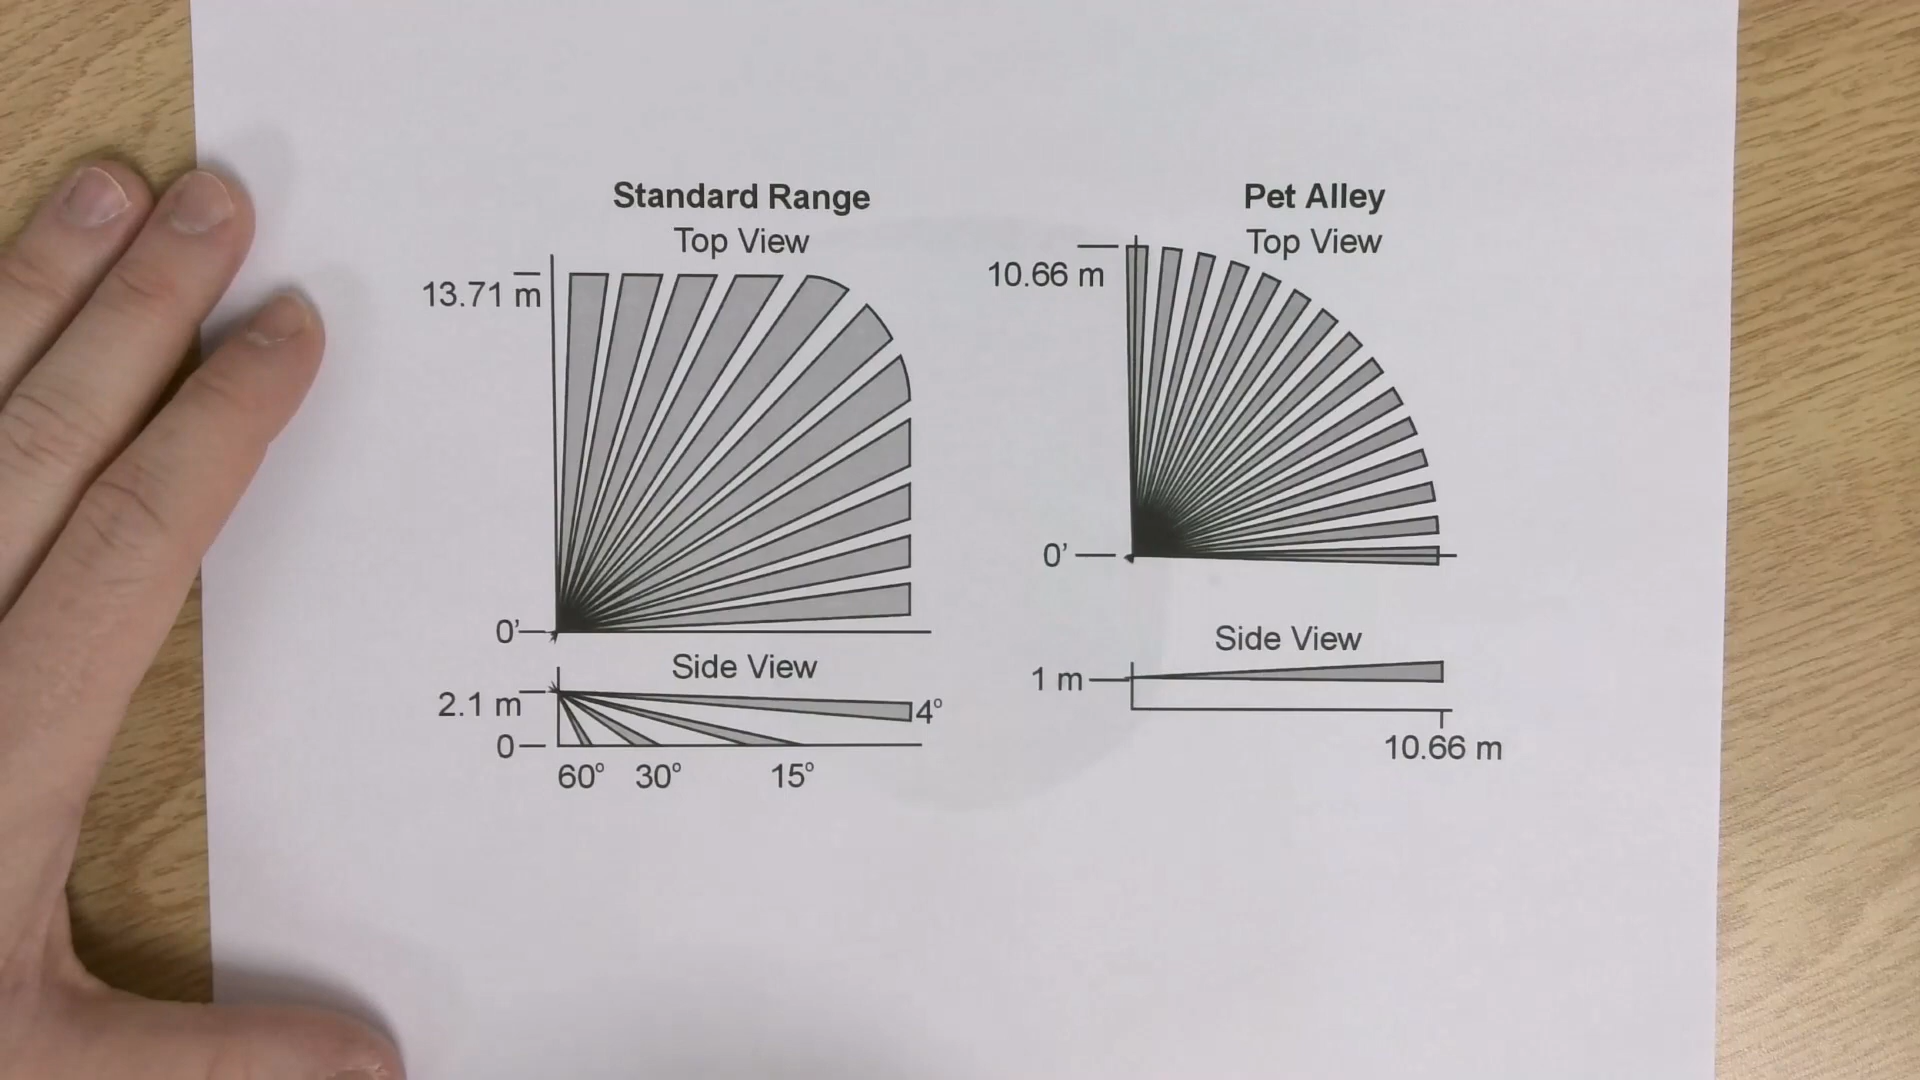 Standard Range
Top View
13.71 m
0'
Side View
2.1 m
4°
0
60° 30° 15°
Pet Alley
Top View
10.66 m
0'
Side View
1 m
10.66 m